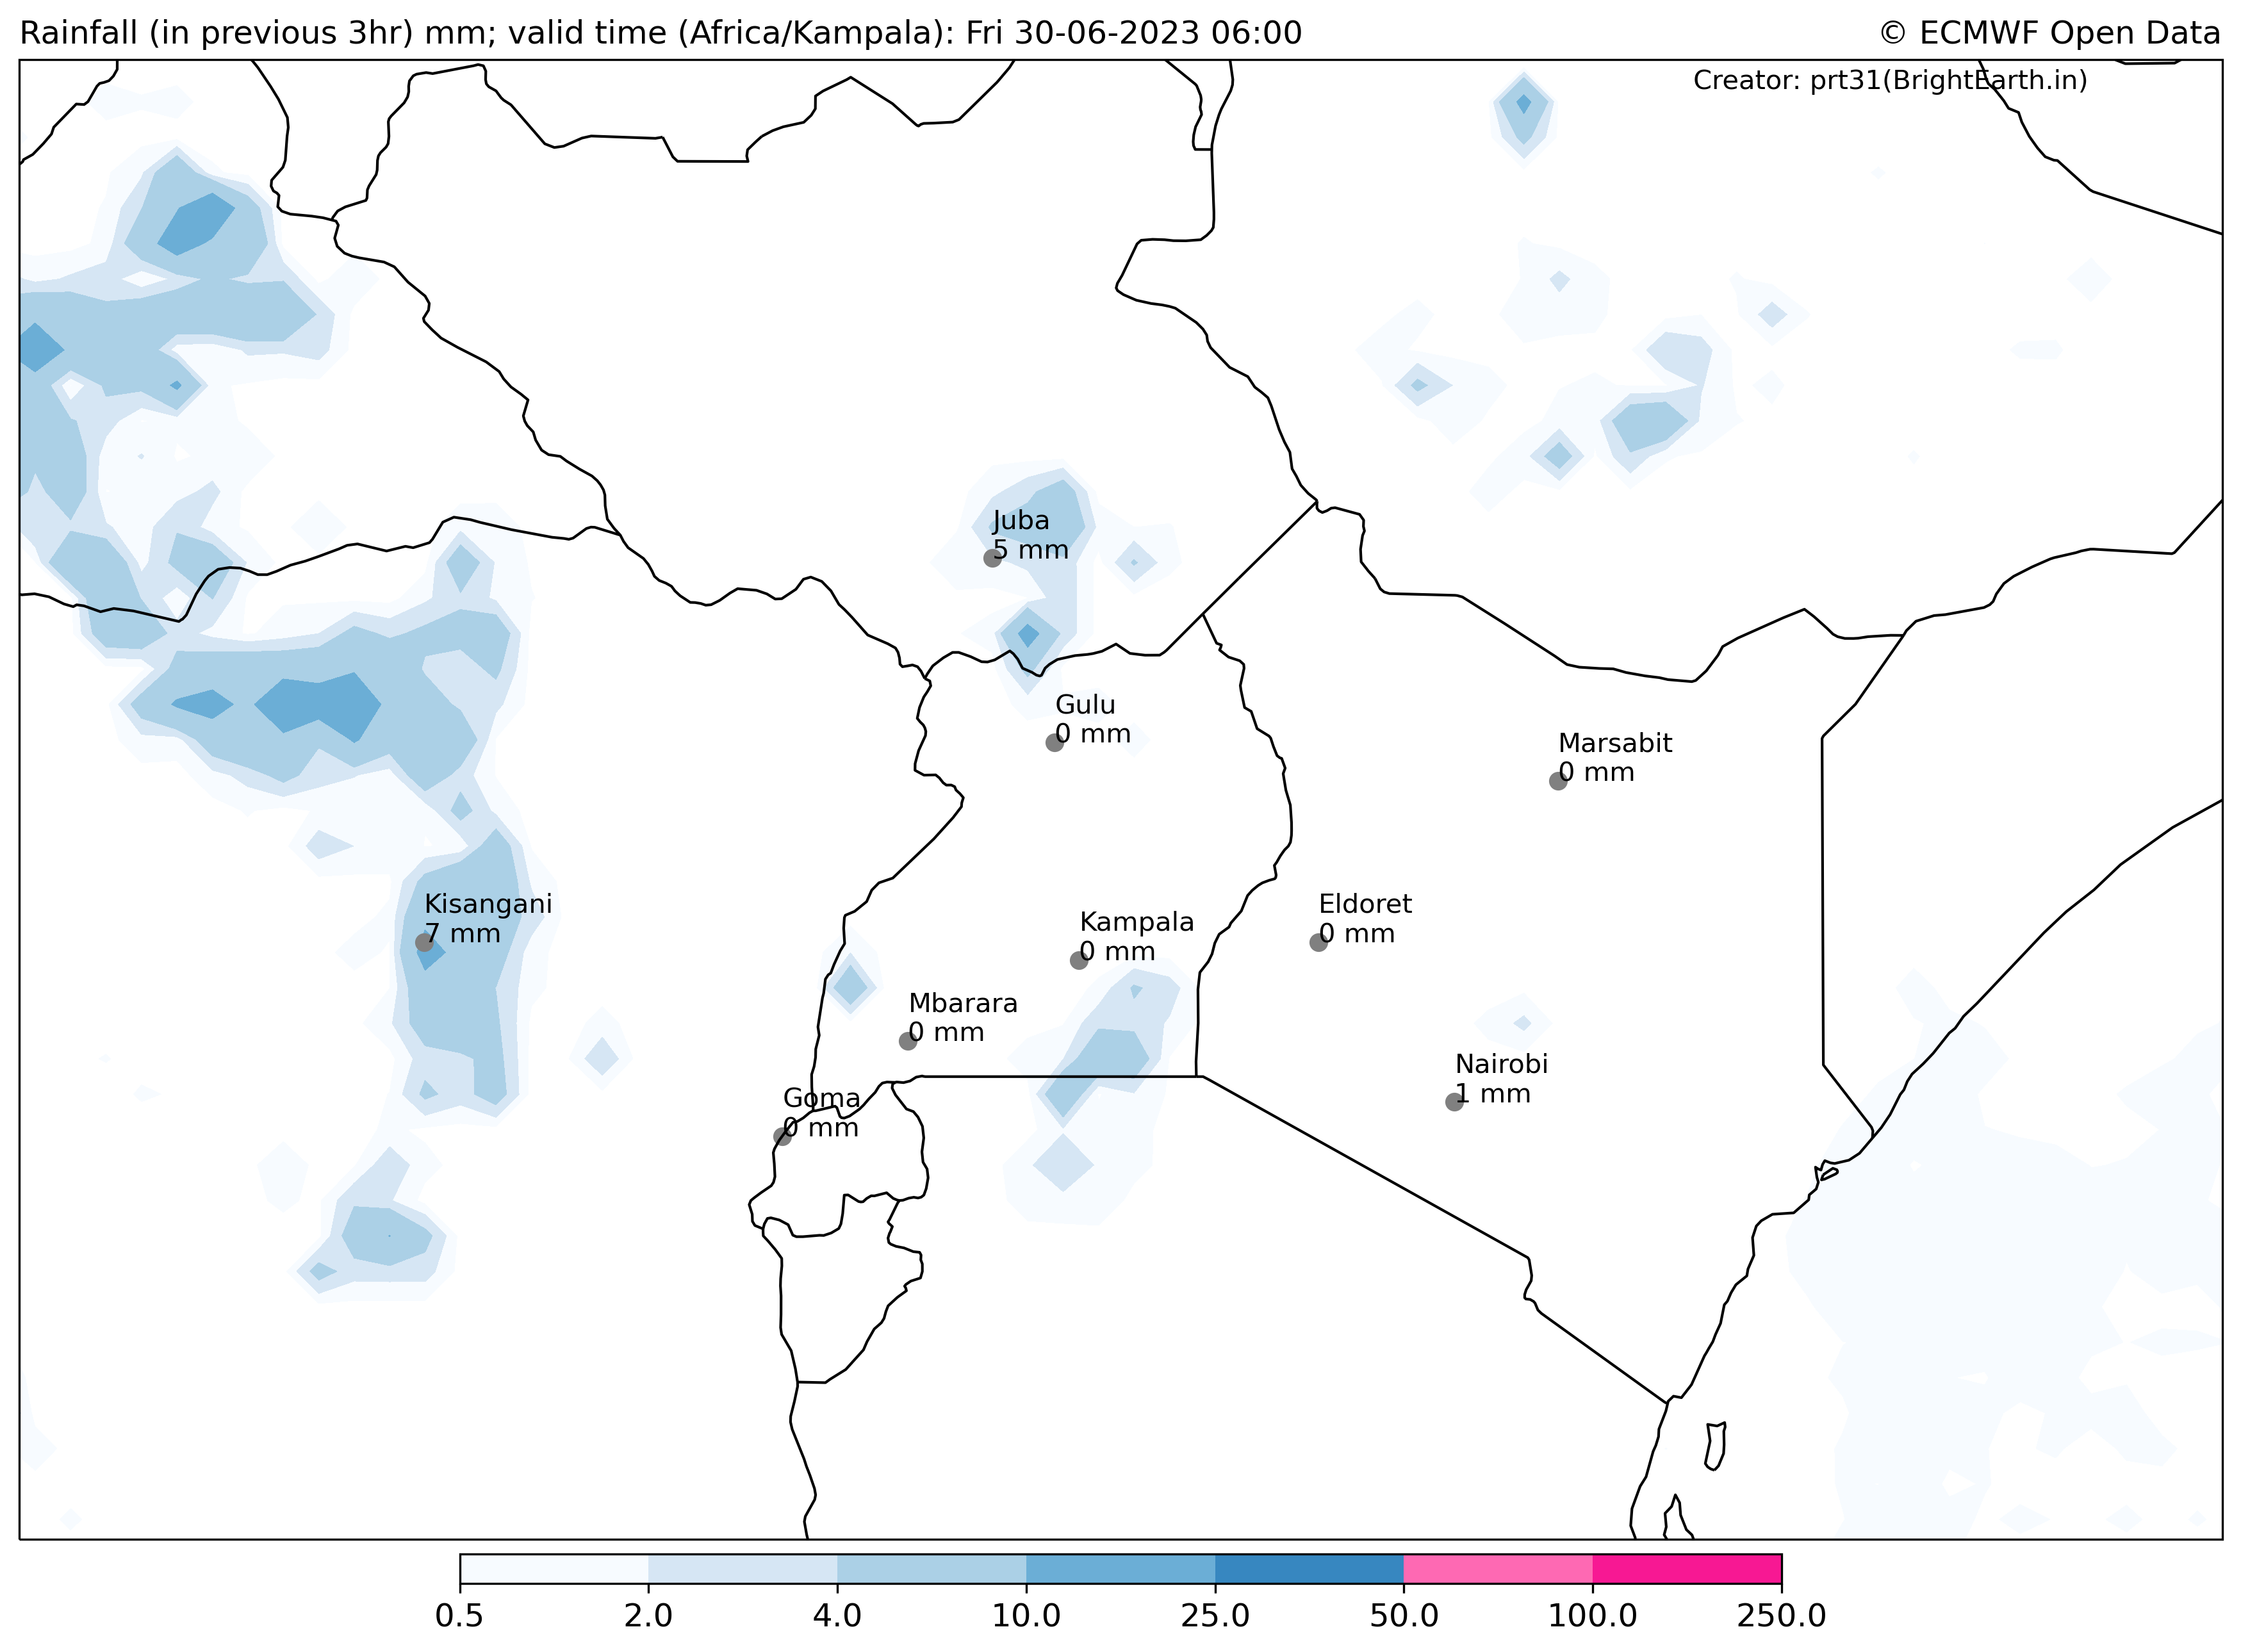 Rainfall (in previous 3hr) mm; valid time (Africa/Kampala): Fri 30-06-2023 06:00
© ECMWF Open Data
Creator: prt31(BrightEarth.in)
Juba
5 mm
Gulu
0 mm
Marsabit
0 mm
Kisangani
7 mm
Kampala
0 mm
Eldoret
0 mm
Mbarara
0 mm
Nairobi
1 mm
Goma
0 mm
0.5 2.0 4.0 10.0 25.0 50.0 100.0 250.0